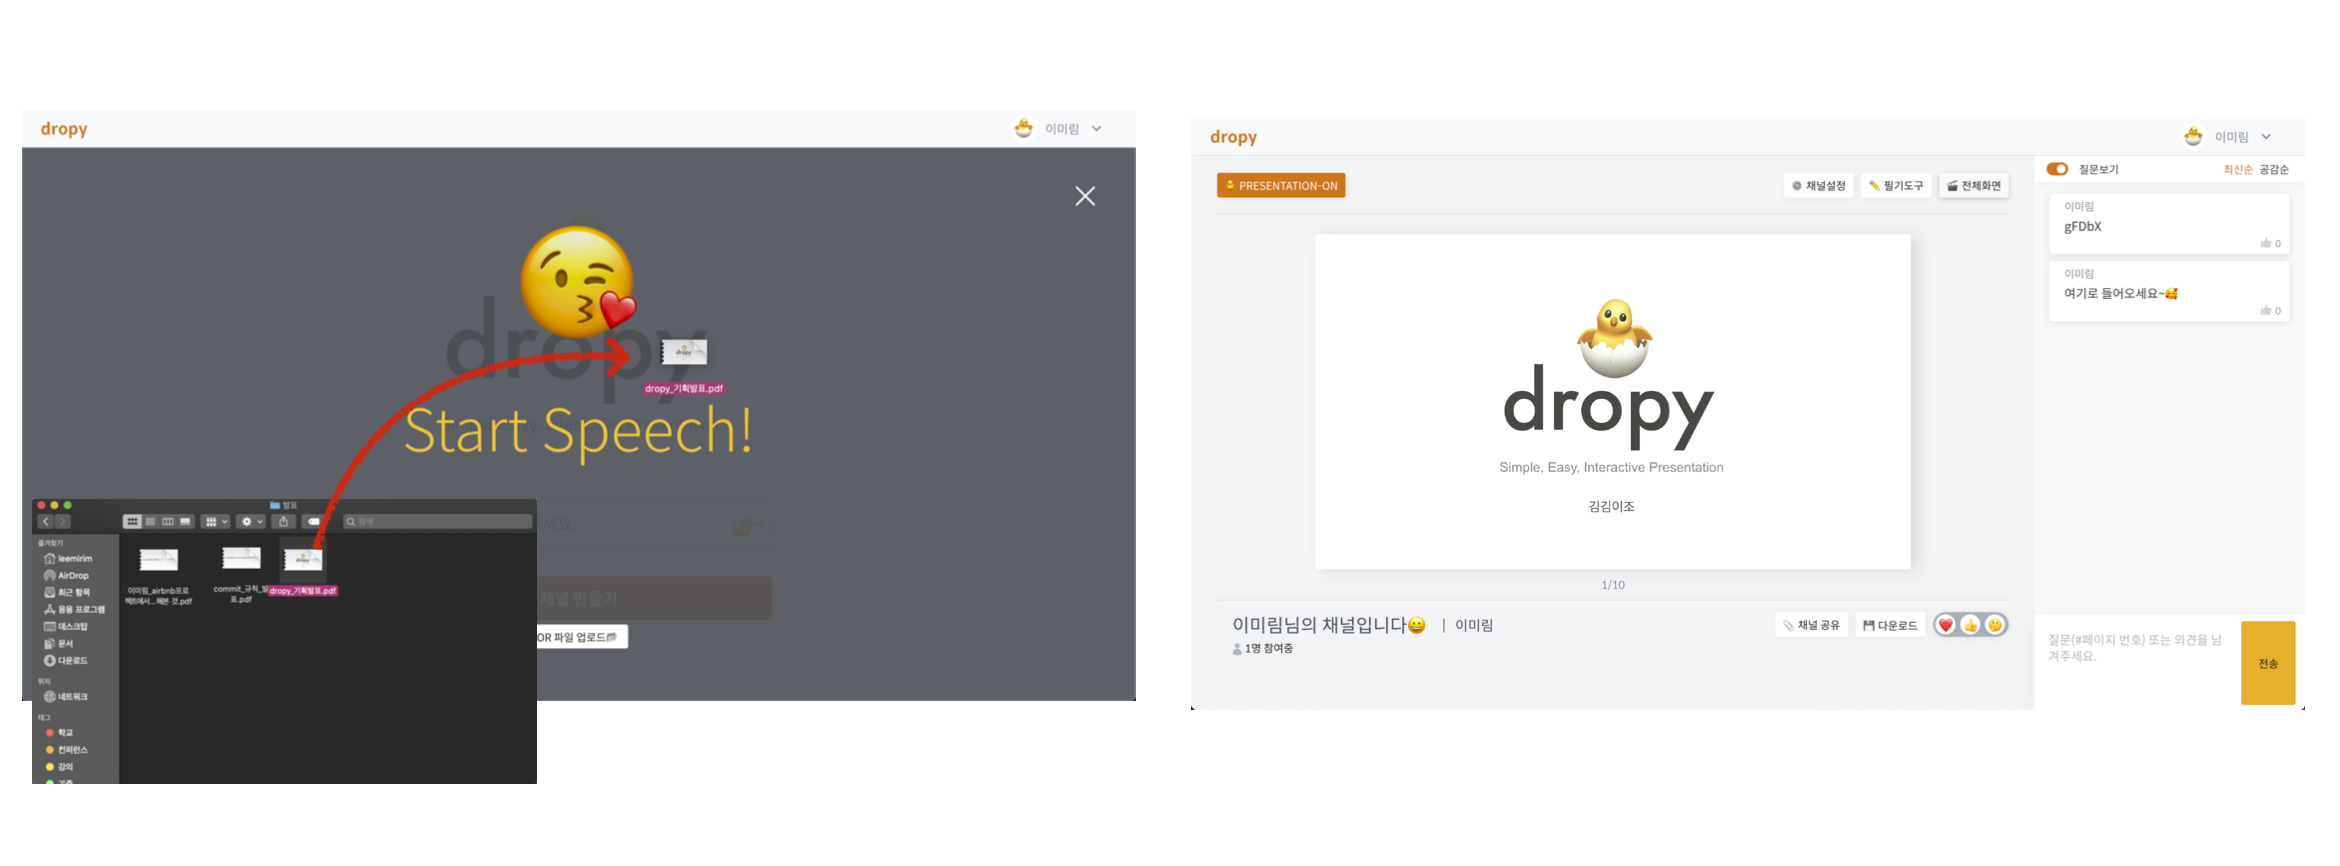 dropy
이미림
dropy
dropy_기획발표.pdf
Start Speech!
세요.
채널 만들기
OR 파일 업로드
발표
검색
즐겨찾기
leemirim
AirDrop
최근 항목
응용 프로그램
데스크탑
문서
다운로드
위치
네트워크
태그
학교
컨퍼런스
강의
이미림_airbnb프로
젝트에서...해본 것.pdf
commit_규칙_발
표.pdf
dropy_기획발표.pdf
dropy
이미림
PRESENTATION-ON
채널설정
필기도구
전체화면
dropy
Simple, Easy, Interactive Presentation
김김이조
1/10
이미림님의 채널입니다😀 | 이미림
1명 참여중
채널 공유
다운로드
질문보기
최신순 공감순
이미림
gFDbX
0
이미림
여기로 들어오세요~🥰
0
질문(#페이지 번호) 또는 의견을 남
겨주세요.
전송